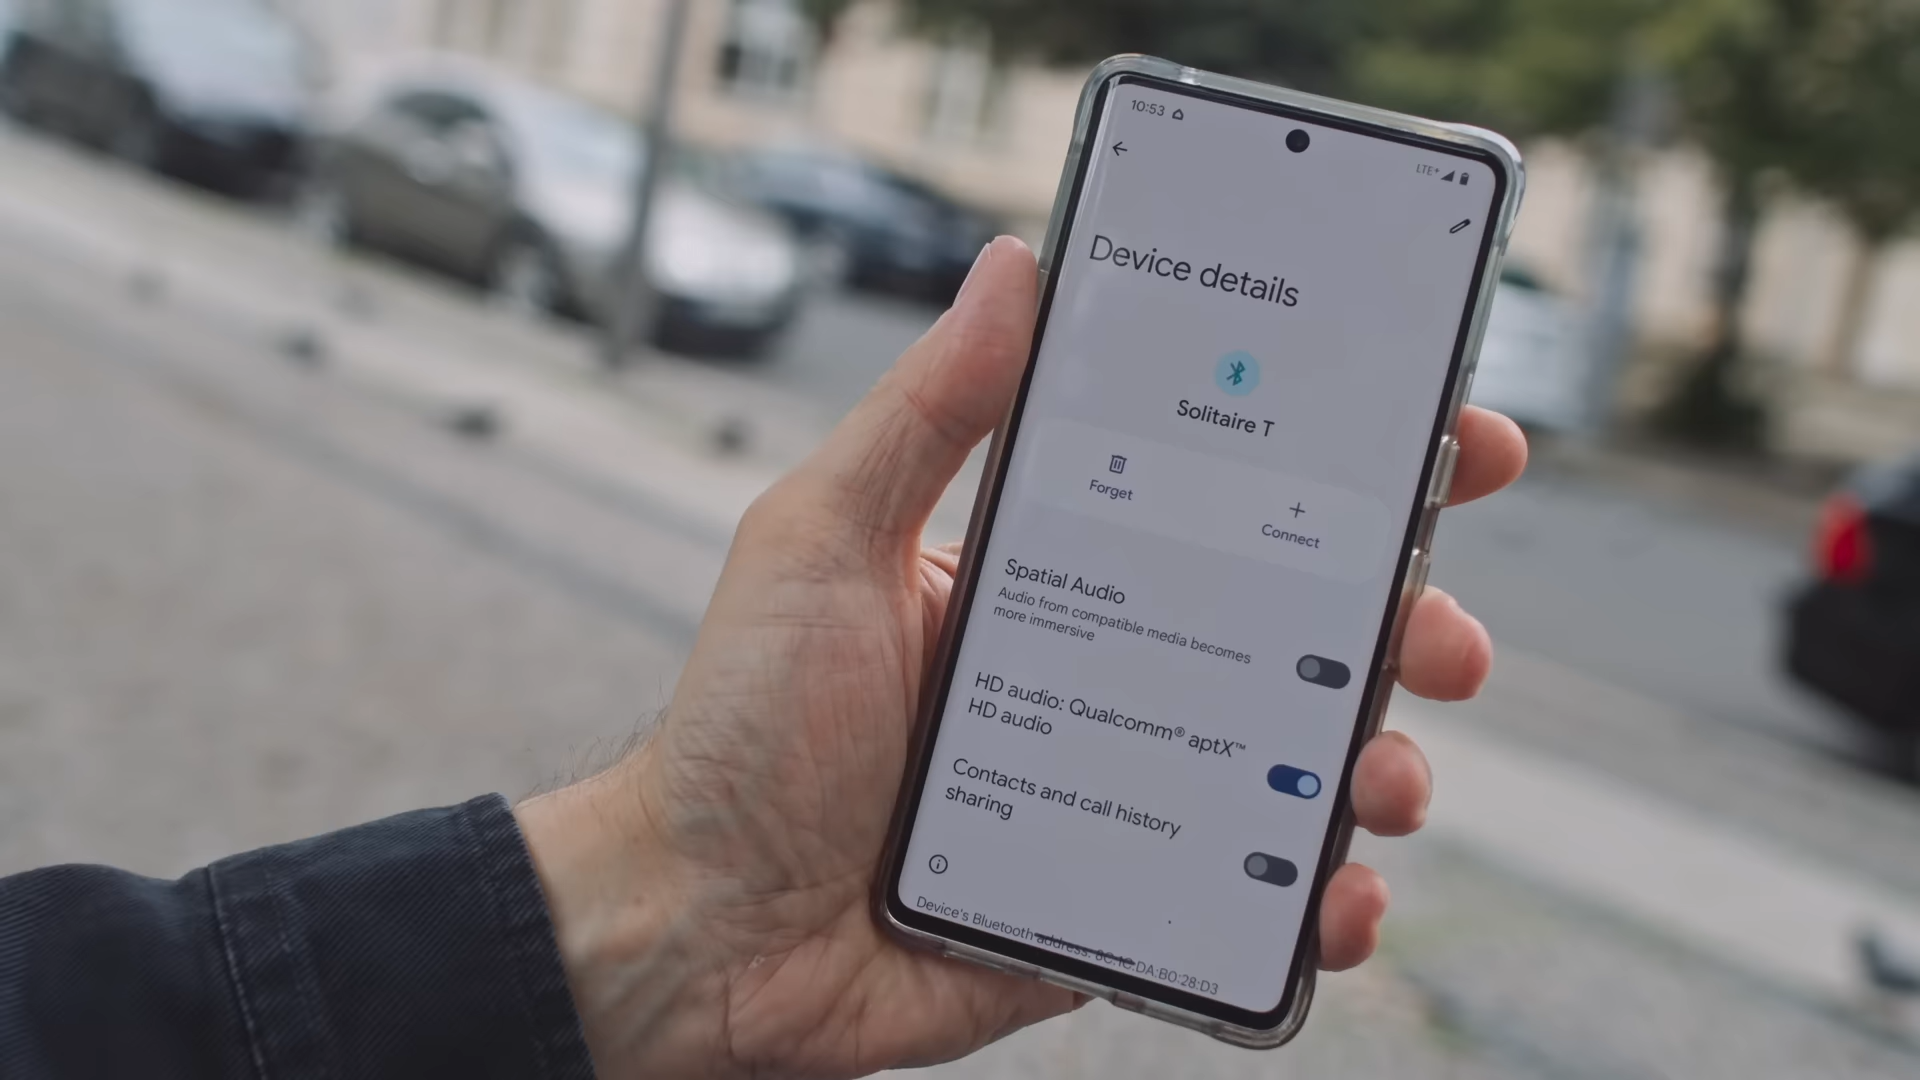 10:53
LTE+
Device details
Solitaire T
Forget
Connect
Spatial Audio
Audio from compatible media becomes
more immersive
HD audio: Qualcomm® aptX™
HD audio
Contacts and call history
sharing
Device's Bluetooth address: 8C:1C:DA:B0:28:D3